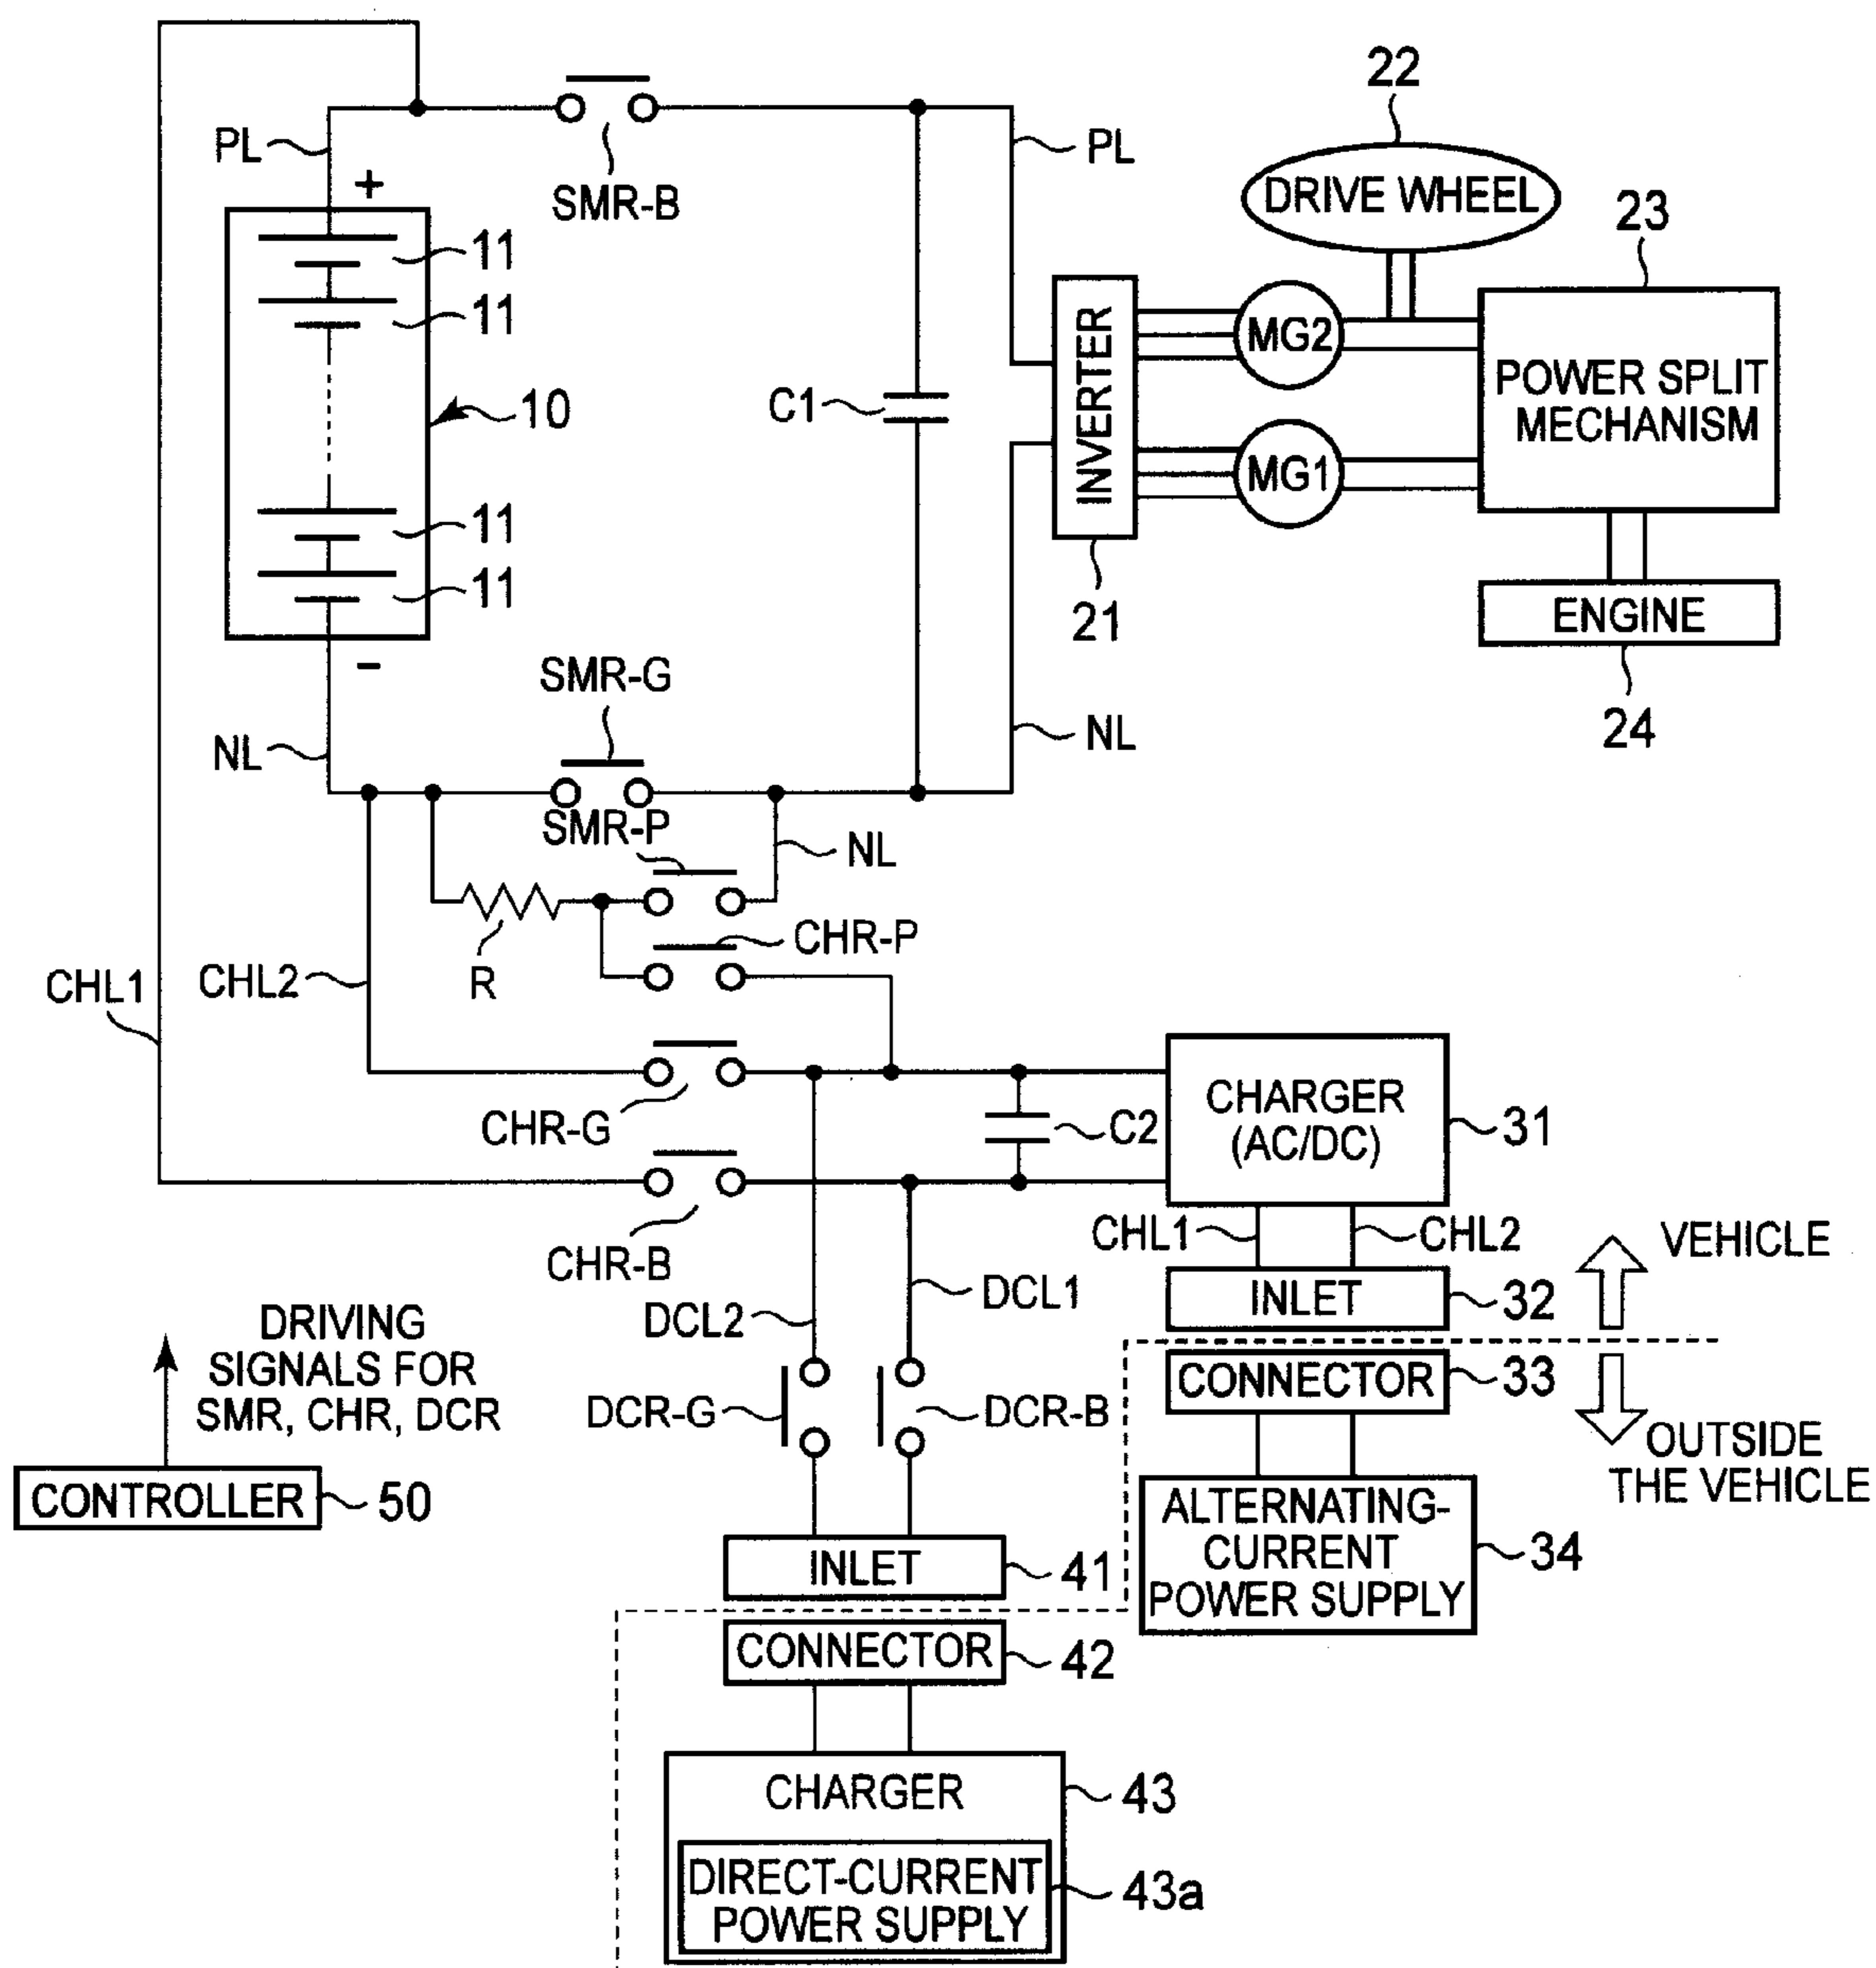 22
PL
SMR-B
PL
DRIVE WHEEL
23
+
11
11
10
C1
INVERTER
MG2
MG1
POWER SPLIT
MECHANISM
11
11
21
ENGINE
24
-
SMR-G
NL
NL
SMR-P
NL
R
CHR-P
CHL1
CHL2
CHR-G
C2
CHARGER
(AC/DC)
31
CHR-B
CHL1
CHL2
VEHICLE
INLET
32
DCL2
DCL1
DRIVING
SIGNALS FOR
SMR, CHR, DCR
CONNECTOR
33
DCR-G
DCR-B
OUTSIDE
THE VEHICLE
CONTROLLER
50
ALTERNATING-
CURRENT
POWER SUPPLY
34
INLET
41
CONNECTOR
42
CHARGER
43
DIRECT-CURRENT
POWER SUPPLY
43a